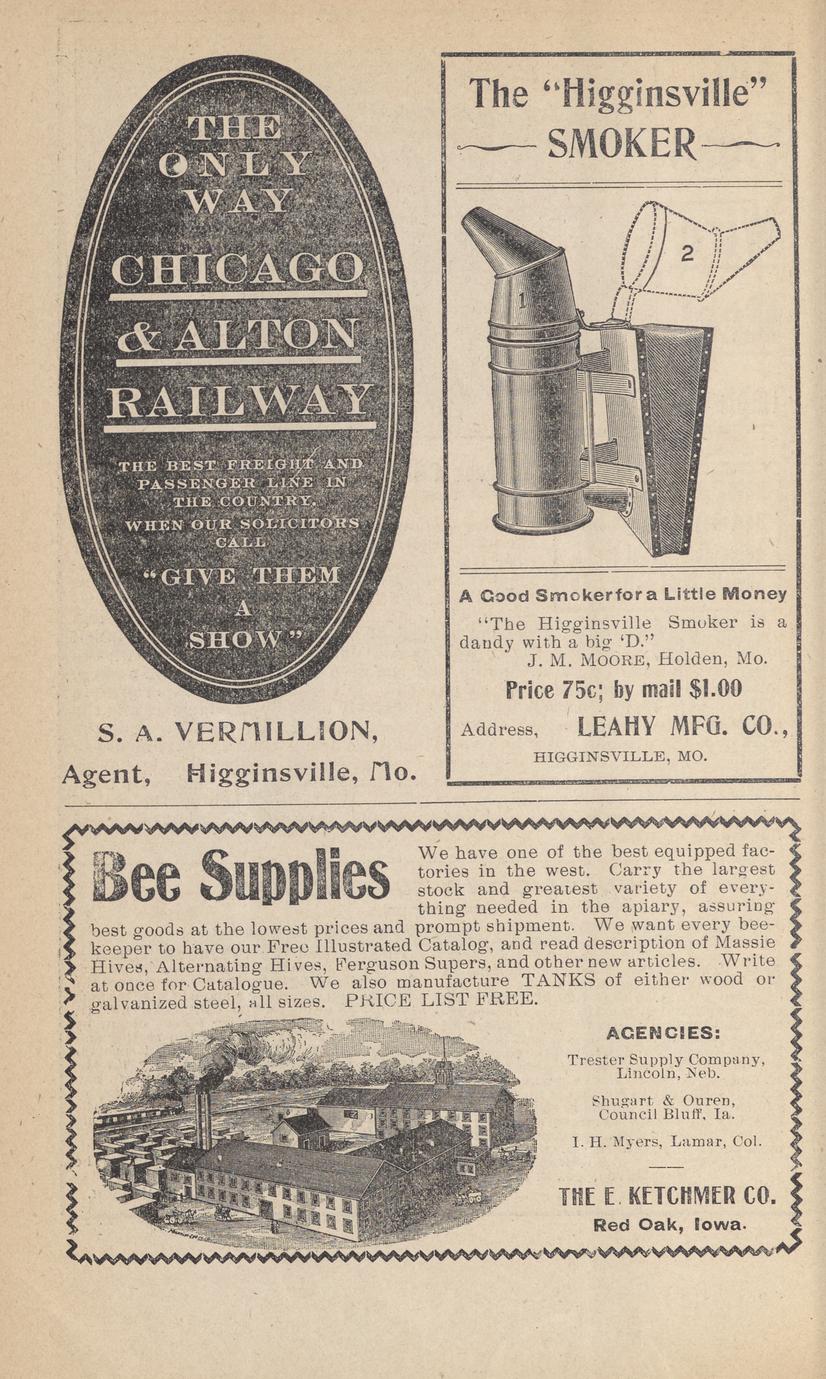 THE
ONLY
WAY
CHICAGO
& ALTON
RAILWAY
THE BEST FREIGHT AND
PASSENGER LINE IN
THE COUNTRY.
WHEN OUR SOLICITORS
CALL
"GIVE THEM
A
SHOW"
S. A. VERMILLION,
Agent, Higginsville, Mo.
The "Higginsville"
SMOKER
1
2
A Good Smoker for a Little Money
"The Higginsville Smoker is a
dandy with a big 'D.'"
J. M. MOORE, Holden, Mo.
Price 75c; by mail $1.00
Address, LEAHY MFG. CO.,
HIGGINSVILLE, MO.
Bee Supplies
We have one of the best equipped fac-
tories in the west. Carry the largest
stock and greatest variety of every-
thing needed in the apiary, assuring
best goods at the lowest prices and prompt shipment. We want every bee-
keeper to have our Free Illustrated Catalog, and read description of Massie
Hives, Alternating Hives, Ferguson Supers, and other new articles. Write
at once for Catalogue. We also manufacture TANKS of either wood or
galvanized steel, all sizes. PRICE LIST FREE.
AGENCIES:
Trester Supply Company,
Lincoln, Neb.
Shugart & Ouren,
Council Bluff, Ia.
I. H. Myers, Lamar, Col.
THE E. KETCHMER CO.
Red Oak, Iowa.